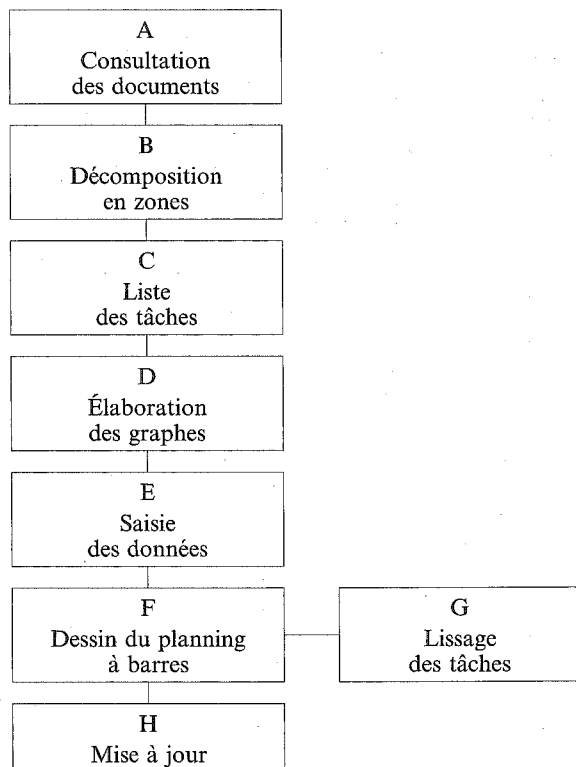 A
Consultation
des documents
B
Décomposition
en zones
C
Liste
des tâches
D
Élaboration
des graphes
E
Saisie
des données
F
Dessin du planning
à barres
G
Lissage
des tâches
H
Mise à jour